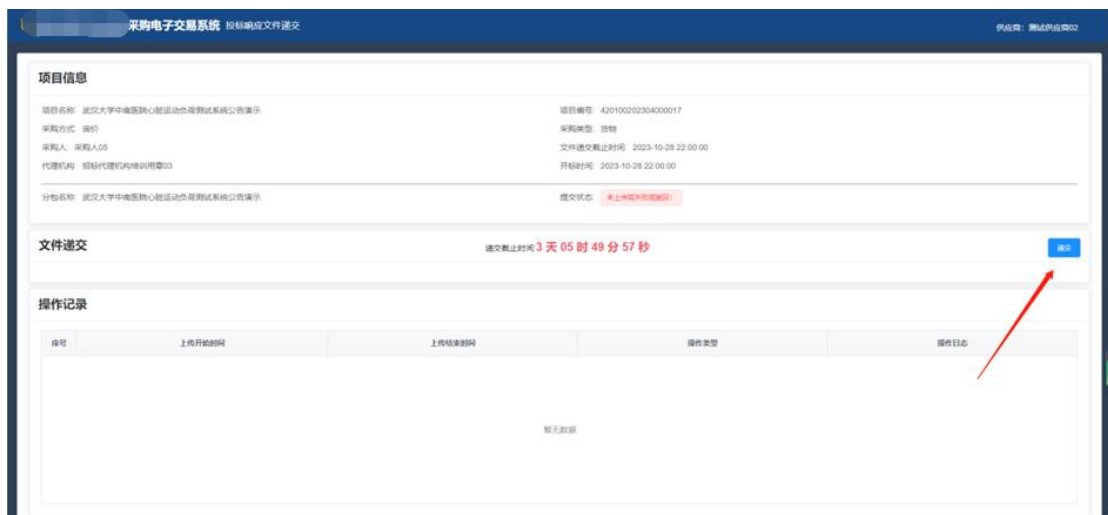 采购电子交易系统 投标响应文件递交
供应商：测试供应商02
项目信息
项目名称: 武汉大学中南医院心脏运动负荷测试系统公告演示
项目编号: 420100202304000017
采购方式: 询价
采购类型: 货物
采购人: 采购人05
文件递交截止时间: 2023-10-28 22:00:00
代理机构: 招标代理机构培训用章03
开标时间: 2023-10-28 22:00:00
分包名称: 武汉大学中南医院心脏运动负荷测试系统公告演示
提交状态: 未上传或失败或撤回！
文件递交
递交截止时间 3 天 05 时 49 分 57 秒
递交
操作记录
序号 上传开始时间 上传结束时间 操作类型 操作日志
暂无数据